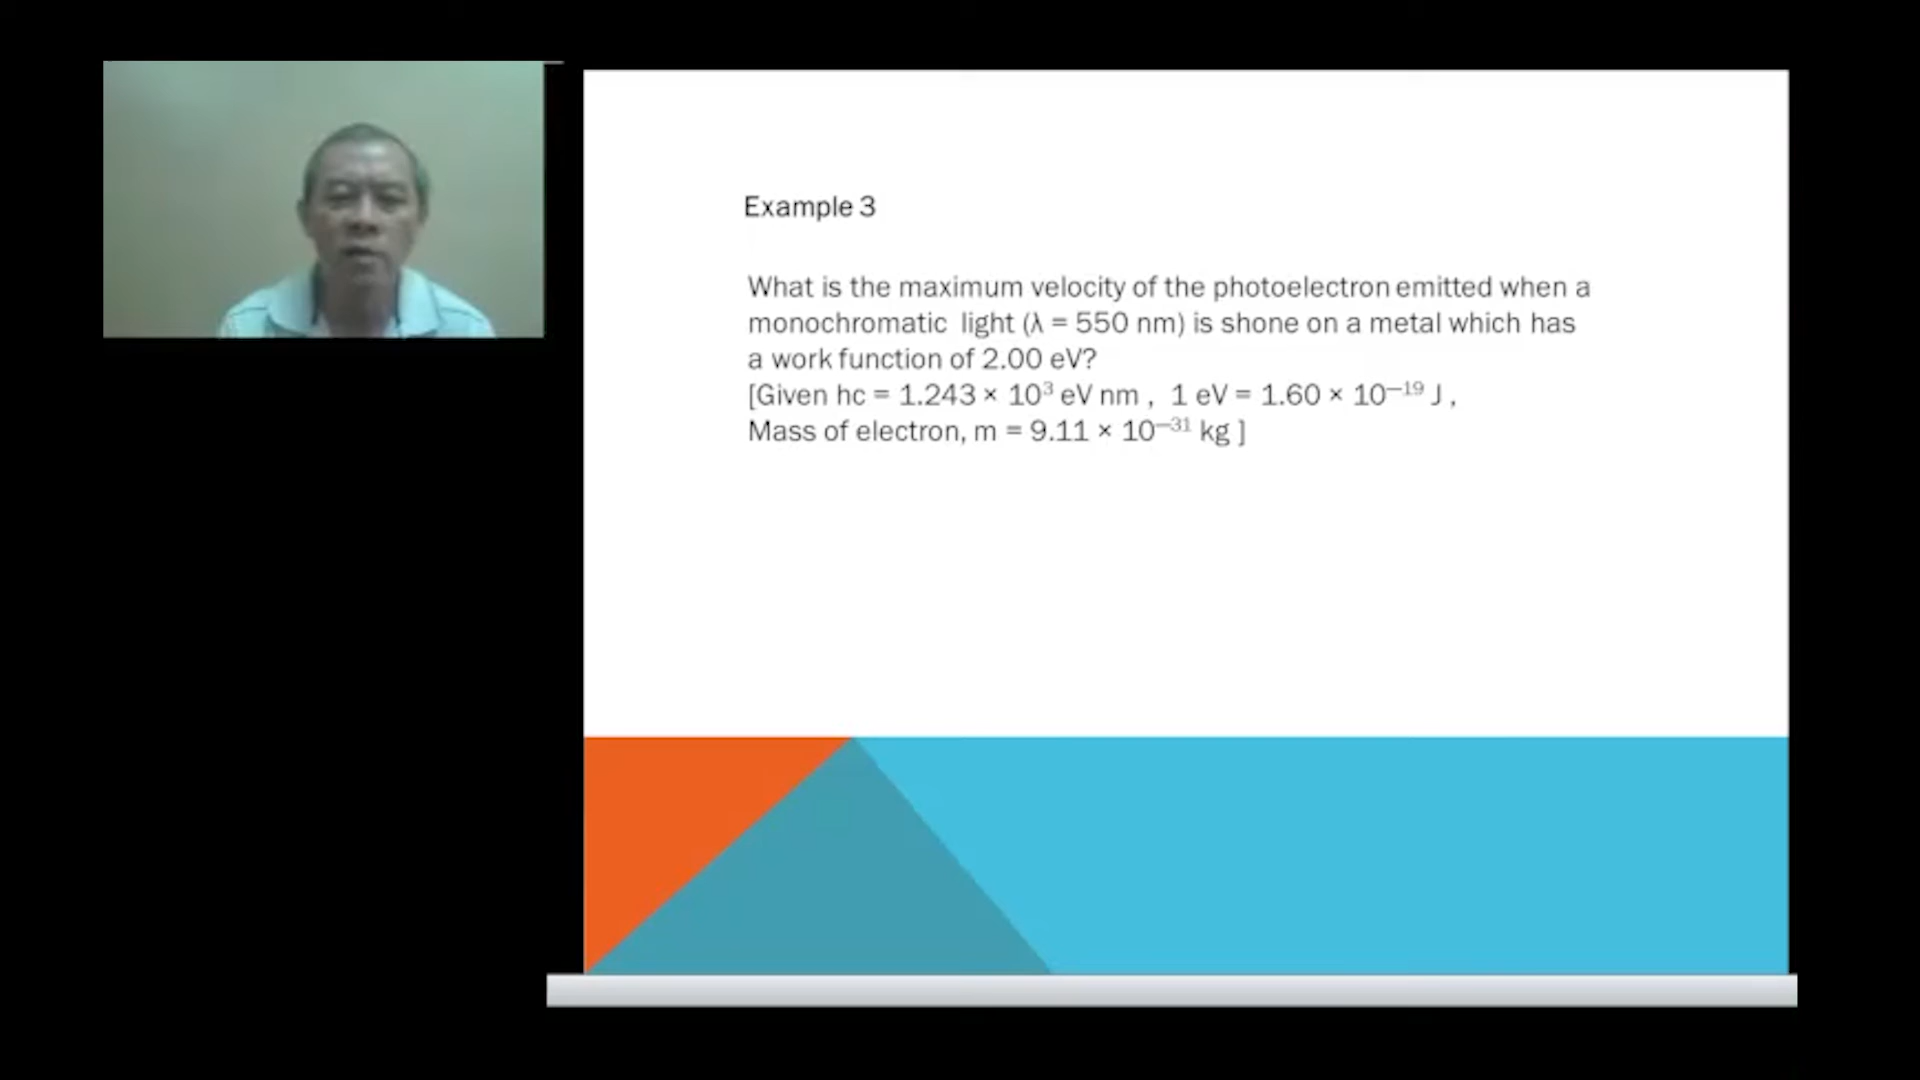 Example 3
What is the maximum velocity of the photoelectron emitted when a
monochromatic light (λ = 550 nm) is shone on a metal which has
a work function of 2.00 eV?
[Given hc = 1.243 × 10³ eV nm , 1 eV = 1.60 × 10⁻¹⁹ J ,
Mass of electron, m = 9.11 × 10⁻³¹ kg ]